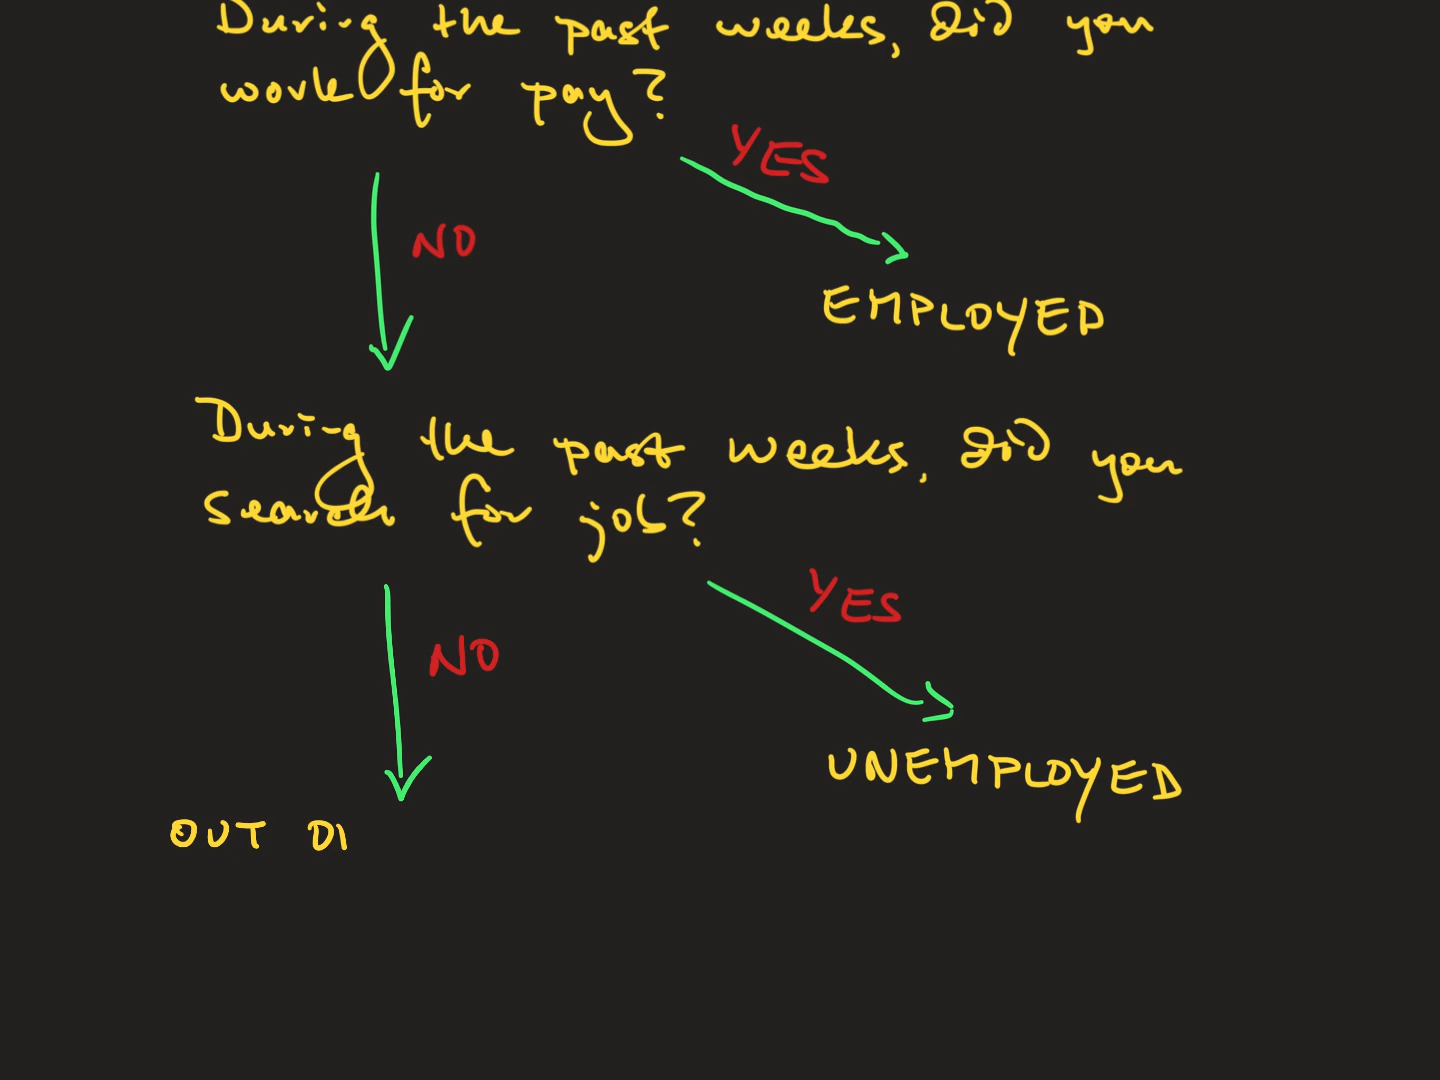 During the past weeks, did you
work for pay?
YES
NO
EMPLOYED
During the past weeks, did you
search for job?
YES
NO
UNEMPLOYED
OUT